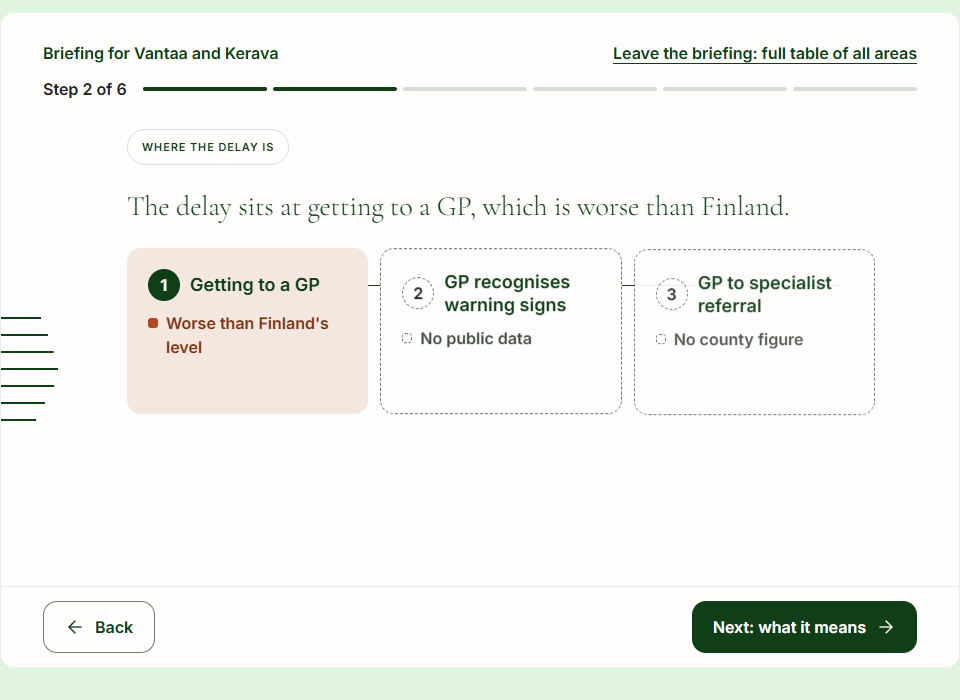 Briefing for Vantaa and Kerava
Leave the briefing: full table of all areas
Step 2 of 6
WHERE THE DELAY IS
The delay sits at getting to a GP, which is worse than Finland.
1 Getting to a GP
Worse than Finland's
level
2 GP recognises
warning signs
No public data
3 GP to specialist
referral
No county figure
Back
Next: what it means